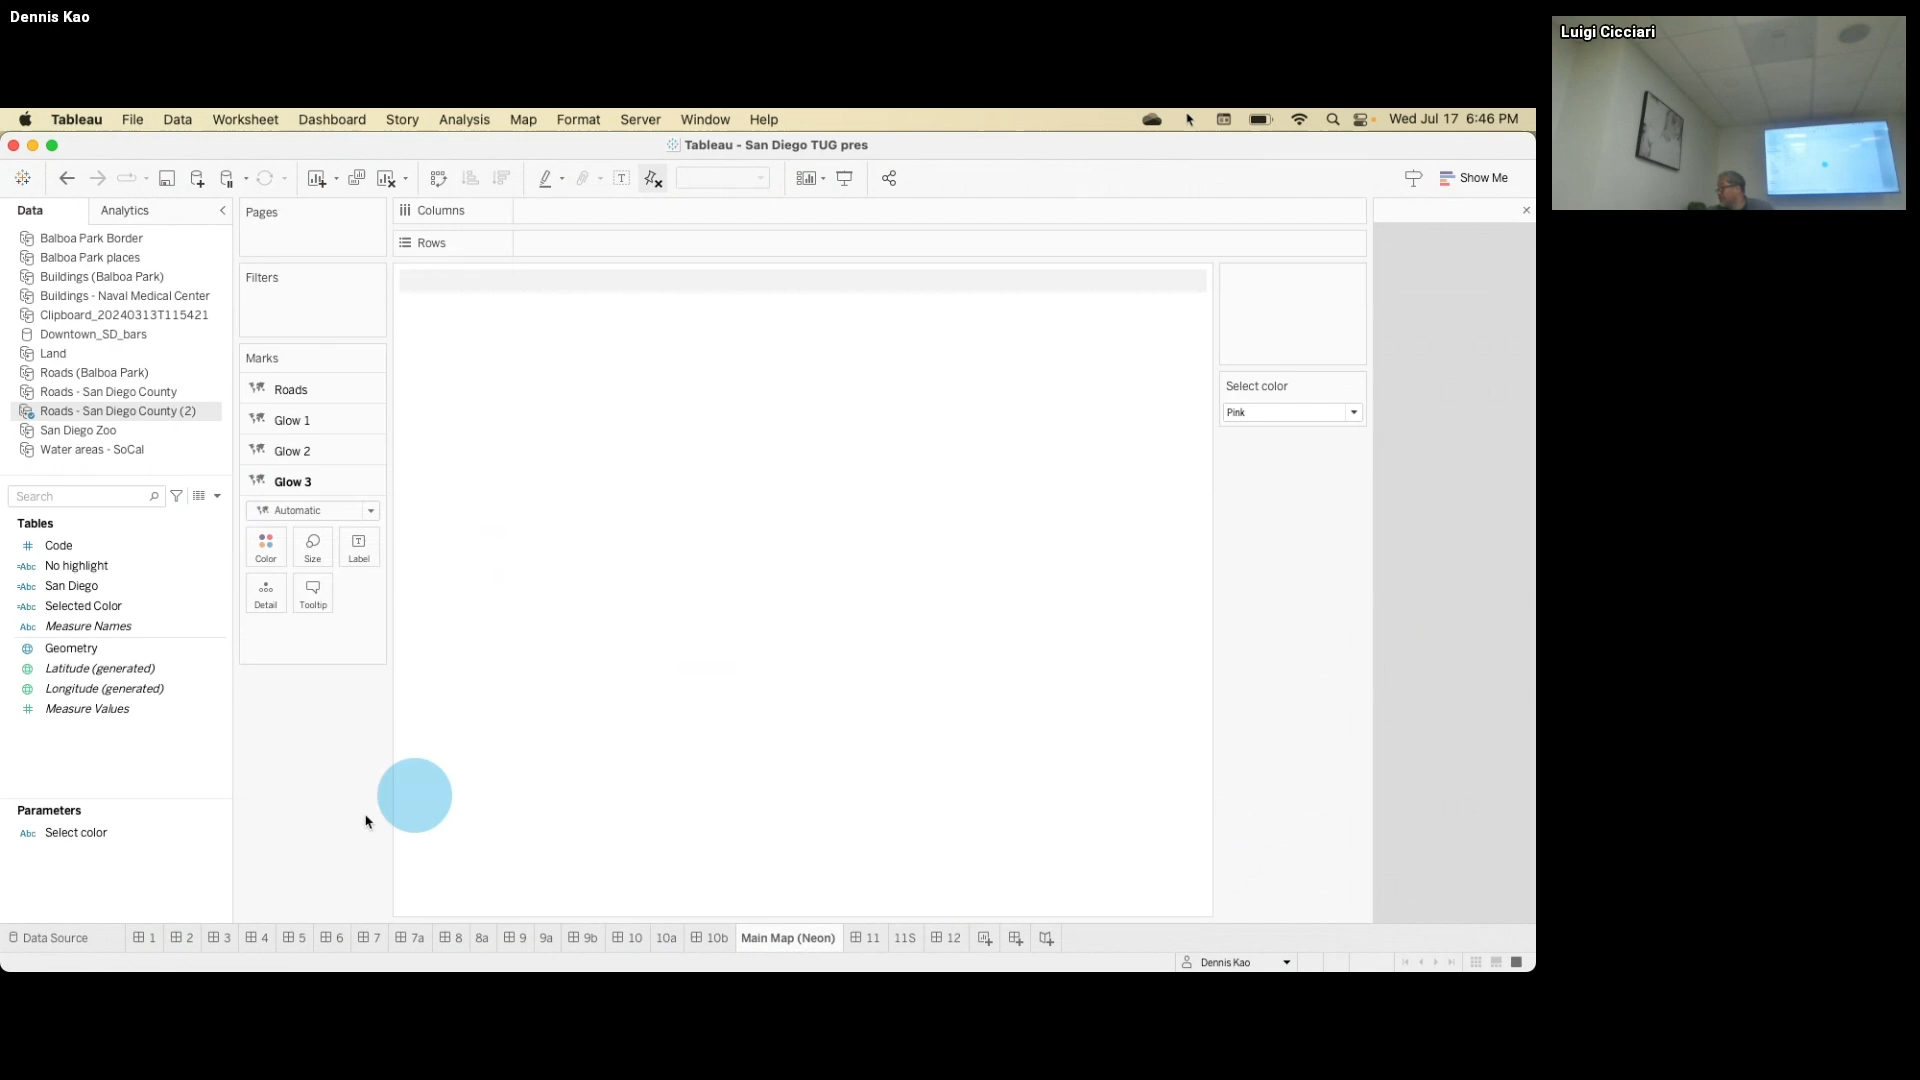 Dennis Kao
Luigi Cicciari
Tableau File Data Worksheet Dashboard Story Analysis Map Format Server Window Help
Wed Jul 17 6:46 PM
Tableau - San Diego TUG pres
Show Me
Data
Analytics
Balboa Park Border
Balboa Park places
Buildings (Balboa Park)
Buildings - Naval Medical Center
Clipboard_20240313T115421
Downtown_SD_bars
Land
Roads (Balboa Park)
Roads - San Diego County
Roads - San Diego County (2)
San Diego Zoo
Water areas - SoCal
Search
Tables
Code
Abc No highlight
Abc San Diego
Abc Selected Color
Abc Measure Names
Geometry
Latitude (generated)
Longitude (generated)
Measure Values
Parameters
Abc Select color
Pages
Filters
Marks
Roads
Glow 1
Glow 2
Glow 3
Automatic
Color Size Label
Detail Tooltip
Columns
Rows
Select color
Pink
Data Source 1 2 3 4 5 6 7 7a 8 8a 9 9a 9b 10 10a 10b Main Map (Neon) 11 11S 12
Dennis Kao